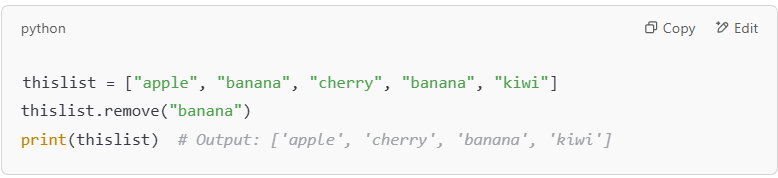 python
Copy
Edit
thislist = ["apple", "banana", "cherry", "banana", "kiwi"]
thislist.remove("banana")
print(thislist)  # Output: ['apple', 'cherry', 'banana', 'kiwi']